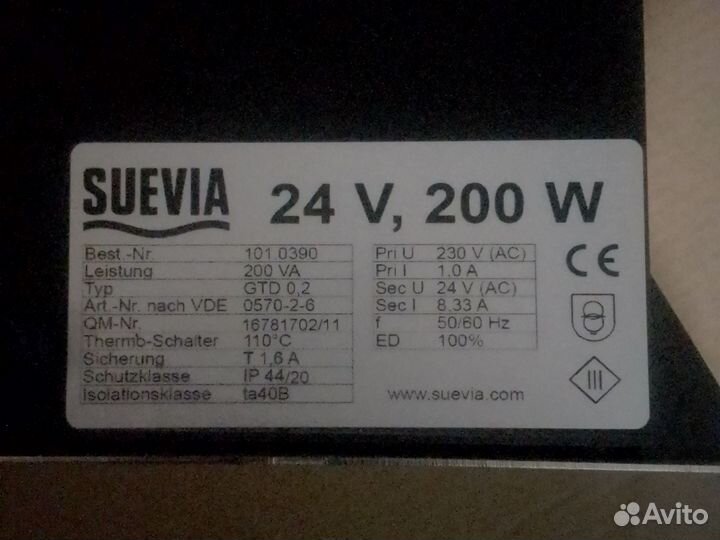 SUEVIA 24 V, 200 W
Best.-Nr. 101.0390
Leistung 200 VA
Typ GTD 0,2
Art.-Nr. nach VDE 0570-2-6
QM-Nr. 16781702/11
Thermb-Schalter 110°C
Sicherung T 1,6 A
Schutzklasse IP 44/20
Isolationsklasse ta40B
Pri U 230 V (AC)
Pri I 1,0 A
Sec U 24 V (AC)
Sec I 8,33 A
f 50/60 Hz
ED 100%
www.suevia.com
CE
III
Avito